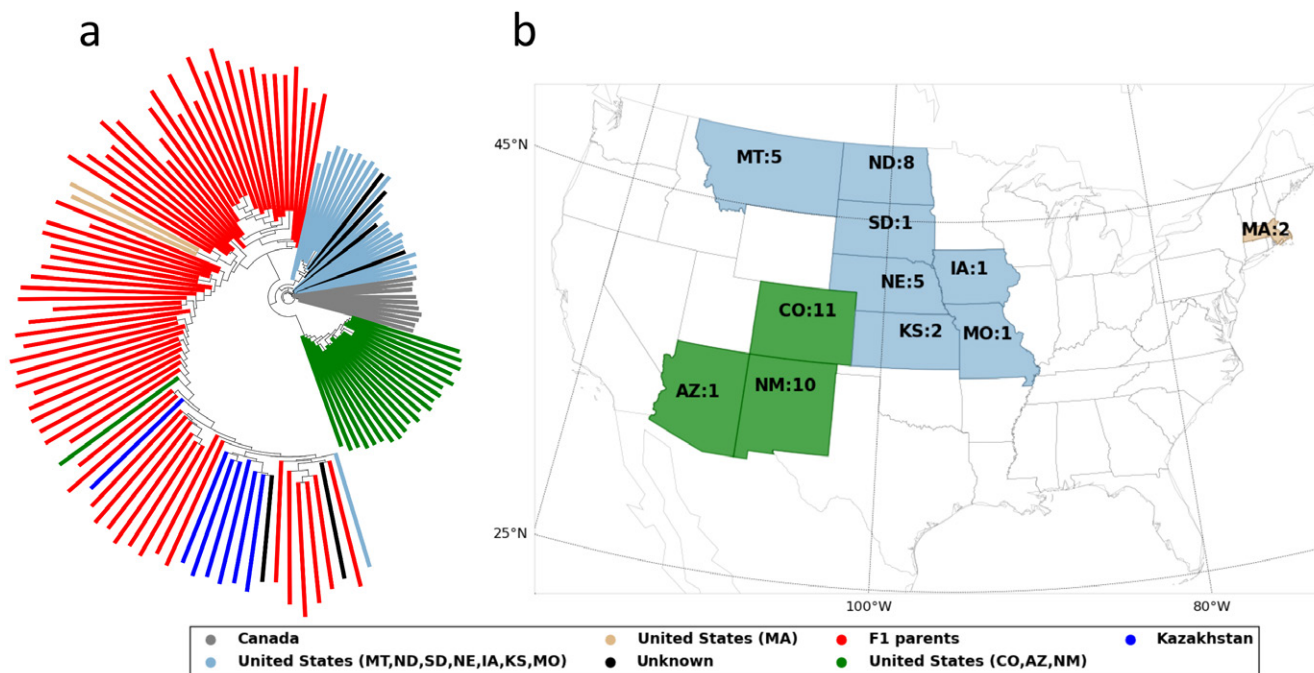 a
b
45°N
MT:5
ND:8
SD:1
MA:2
NE:5
IA:1
CO:11
KS:2
MO:1
AZ:1
NM:10
25°N
100°W
80°W
Canada
United States (MA)
F1 parents
Kazakhstan
United States (MT,ND,SD,NE,IA,KS,MO)
Unknown
United States (CO,AZ,NM)